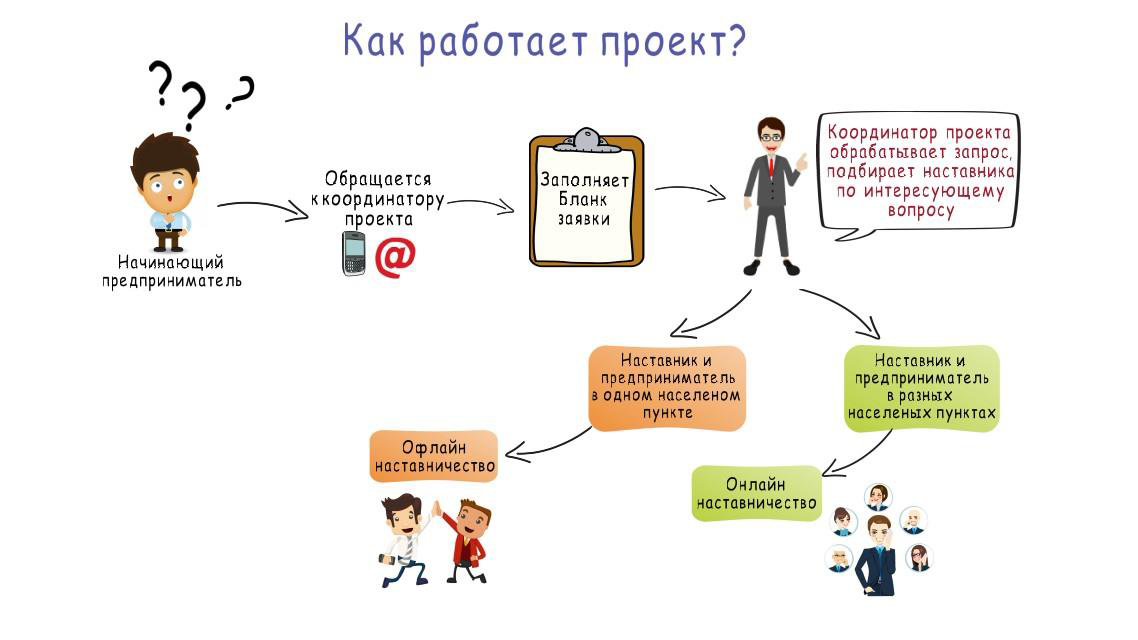 Как работает проект?
? ? ?
Начинающий
предприниматель
Обращается
к координатору
проекта
@
Заполняет
Бланк
заявки
Координатор проекта
обрабатывает запрос,
подбирает наставника
по интересующему
вопросу
Наставник и
предприниматель
в одном населеном
пункте
Наставник и
предприниматель
в разных
населеных пунктах
Офлайн
наставничество
Онлайн
наставничество